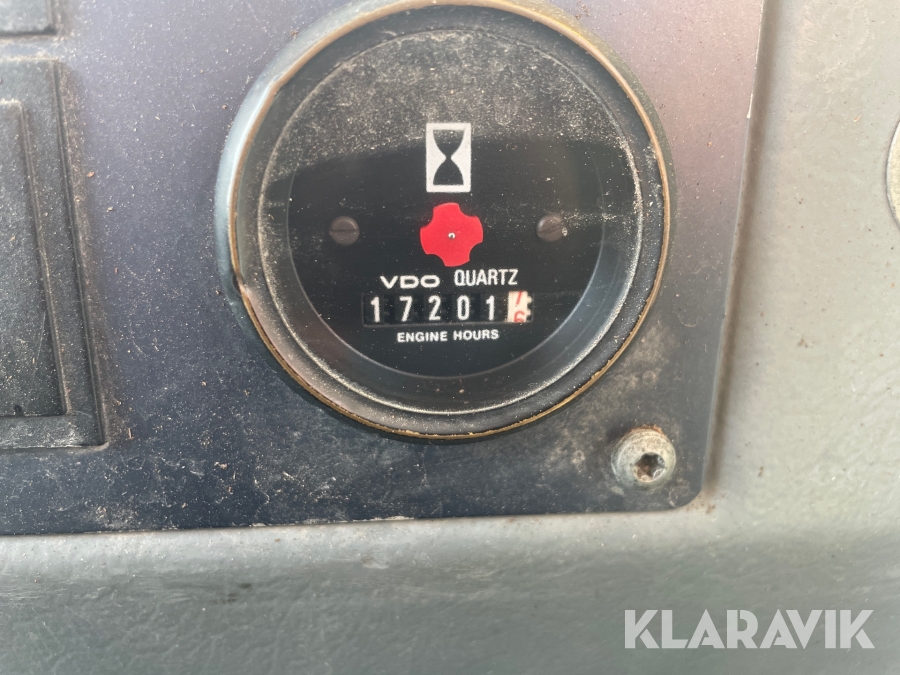 VDO QUARTZ
17201
ENGINE HOURS
KLARAVIK